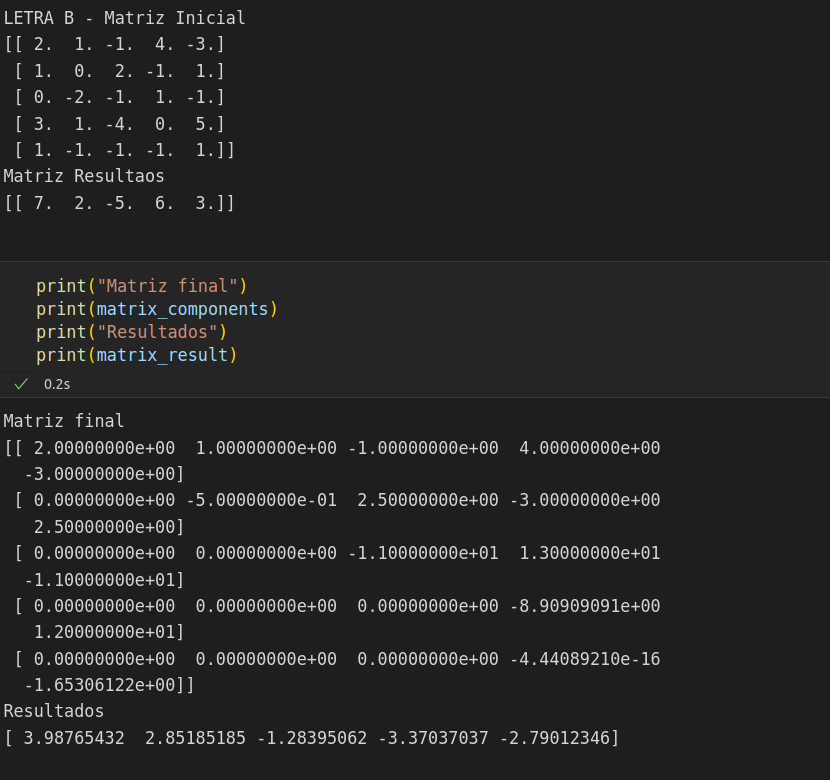 LETRA B - Matriz Inicial
[[ 2.  1. -1.  4. -3.]
 [ 1.  0.  2. -1.  1.]
 [ 0. -2. -1.  1. -1.]
 [ 3.  1. -4.  0.  5.]
 [ 1. -1. -1. -1.  1.]]
Matriz Resultaos
[[ 7.  2. -5.  6.  3.]]
print("Matriz final")
print(matrix_components)
print("Resultados")
print(matrix_result)
0.2s
Matriz final
[[ 2.00000000e+00  1.00000000e+00 -1.00000000e+00  4.00000000e+00
  -3.00000000e+00]
 [ 0.00000000e+00 -5.00000000e-01  2.50000000e+00 -3.00000000e+00
   2.50000000e+00]
 [ 0.00000000e+00  0.00000000e+00 -1.10000000e+01  1.30000000e+01
  -1.10000000e+01]
 [ 0.00000000e+00  0.00000000e+00  0.00000000e+00 -8.90909091e+00
   1.20000000e+01]
 [ 0.00000000e+00  0.00000000e+00  0.00000000e+00 -4.44089210e-16
  -1.65306122e+00]]
Resultados
[ 3.98765432  2.85185185 -1.28395062 -3.37037037 -2.79012346]